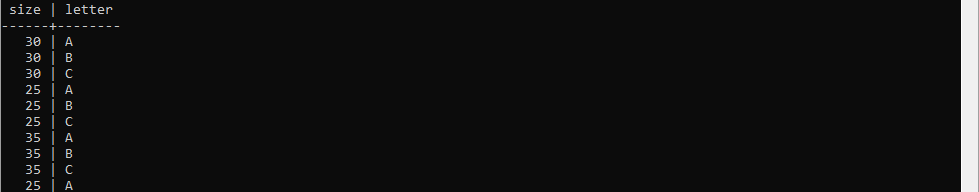 size | letter
------+--------
   30 | A
   30 | B
   30 | C
   25 | A
   25 | B
   25 | C
   35 | A
   35 | B
   35 | C
   25 | A